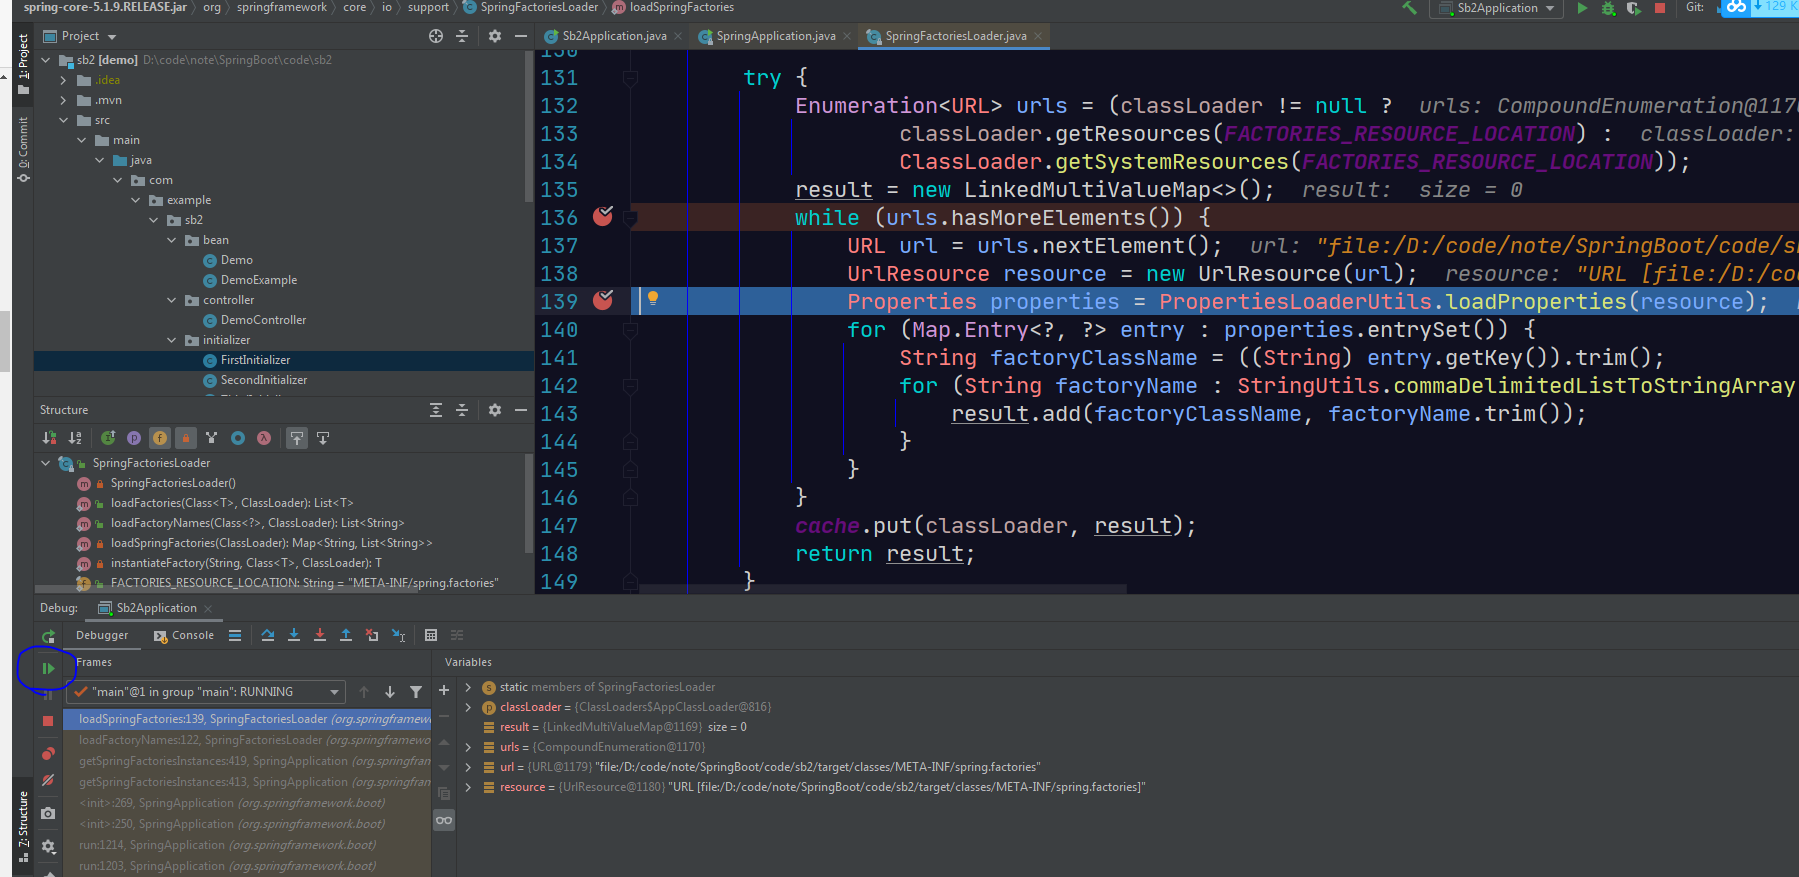 spring-core-5.1.9.RELEASE.jar org springframework core io support SpringFactoriesLoader loadSpringFactories
Sb2Application Git: 129 K
1: Project
0: Commit
7: Structure
Project
sb2 [demo] D:\code\note\SpringBoot\code\sb2
.idea
.mvn
src
main
java
com
example
sb2
bean
Demo
DemoExample
controller
DemoController
initializer
FirstInitializer
SecondInitializer
Structure
SpringFactoriesLoader
SpringFactoriesLoader()
loadFactories(Class<T>, ClassLoader): List<T>
loadFactoryNames(Class<?>, ClassLoader): List<String>
loadSpringFactories(ClassLoader): Map<String, List<String>>
instantiateFactory(String, Class<T>, ClassLoader): T
FACTORIES_RESOURCE_LOCATION: String = "META-INF/spring.factories"
Sb2Application.java SpringApplication.java SpringFactoriesLoader.java
130
131 try {
132 Enumeration<URL> urls = (classLoader != null ? urls: CompoundEnumeration@1170
133 classLoader.getResources(FACTORIES_RESOURCE_LOCATION) : classLoader:
134 ClassLoader.getSystemResources(FACTORIES_RESOURCE_LOCATION));
135 result = new LinkedMultiValueMap<>(); result: size = 0
136 while (urls.hasMoreElements()) {
137 URL url = urls.nextElement(); url: "file:/D:/code/note/SpringBoot/code/sb
138 UrlResource resource = new UrlResource(url); resource: "URL [file:/D:/co
139 Properties properties = PropertiesLoaderUtils.loadProperties(resource);
140 for (Map.Entry<?, ?> entry : properties.entrySet()) {
141 String factoryClassName = ((String) entry.getKey()).trim();
142 for (String factoryName : StringUtils.commaDelimitedListToStringArray
143 result.add(factoryClassName, factoryName.trim());
144 }
145 }
146 }
147 cache.put(classLoader, result);
148 return result;
149 }
Debug: Sb2Application
Debugger Console
Frames
"main"@1 in group "main": RUNNING
loadSpringFactories:139, SpringFactoriesLoader (org.springframew
loadFactoryNames:122, SpringFactoriesLoader (org.springframewo
getSpringFactoriesInstances:419, SpringApplication (org.springfram
getSpringFactoriesInstances:413, SpringApplication (org.springfram
<init>:269, SpringApplication (org.springframework.boot)
<init>:250, SpringApplication (org.springframework.boot)
run:1214, SpringApplication (org.springframework.boot)
run:1203, SpringApplication (org.springframework.boot)
Variables
static members of SpringFactoriesLoader
classLoader = {ClassLoaders$AppClassLoader@816}
result = {LinkedMultiValueMap@1169} size = 0
urls = {CompoundEnumeration@1170}
url = {URL@1179} "file:/D:/code/note/SpringBoot/code/sb2/target/classes/META-INF/spring.factories"
resource = {UrlResource@1180} "URL [file:/D:/code/note/SpringBoot/code/sb2/target/classes/META-INF/spring.factories]"